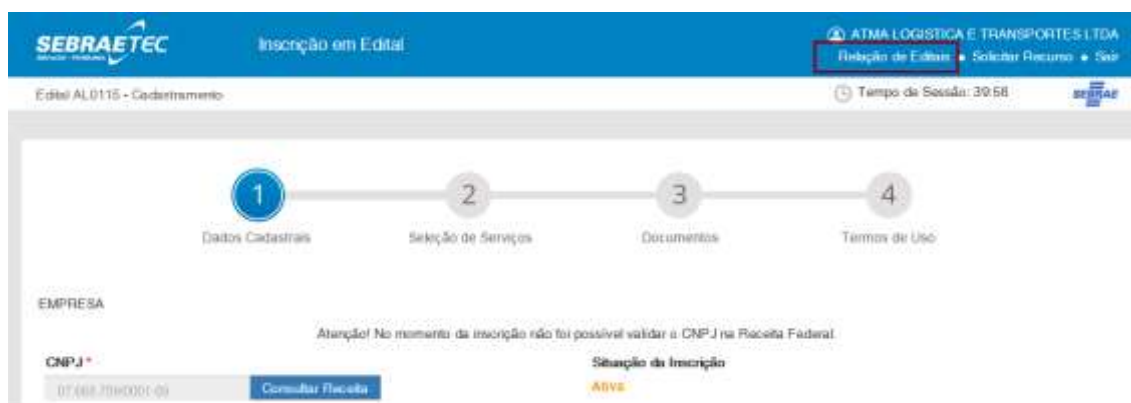 SEBRAETEC
Inscrição em Edital
ATMA LOGISTICA E TRANSPORTES LTDA
Relação de Editais • Solicitar Recurso • Sair
Edital AL0115 - Cadastramento
Tempo de Sessão: 39:58
SEBRAE
1
2
3
4
Dados Cadastrais
Seleção de Serviços
Documentos
Termos de Uso
EMPRESA
Atenção! No momento da inscrição não foi possível validar o CNPJ na Receita Federal.
CNPJ *
Situação da Inscrição
Consultar Receita
Ativa